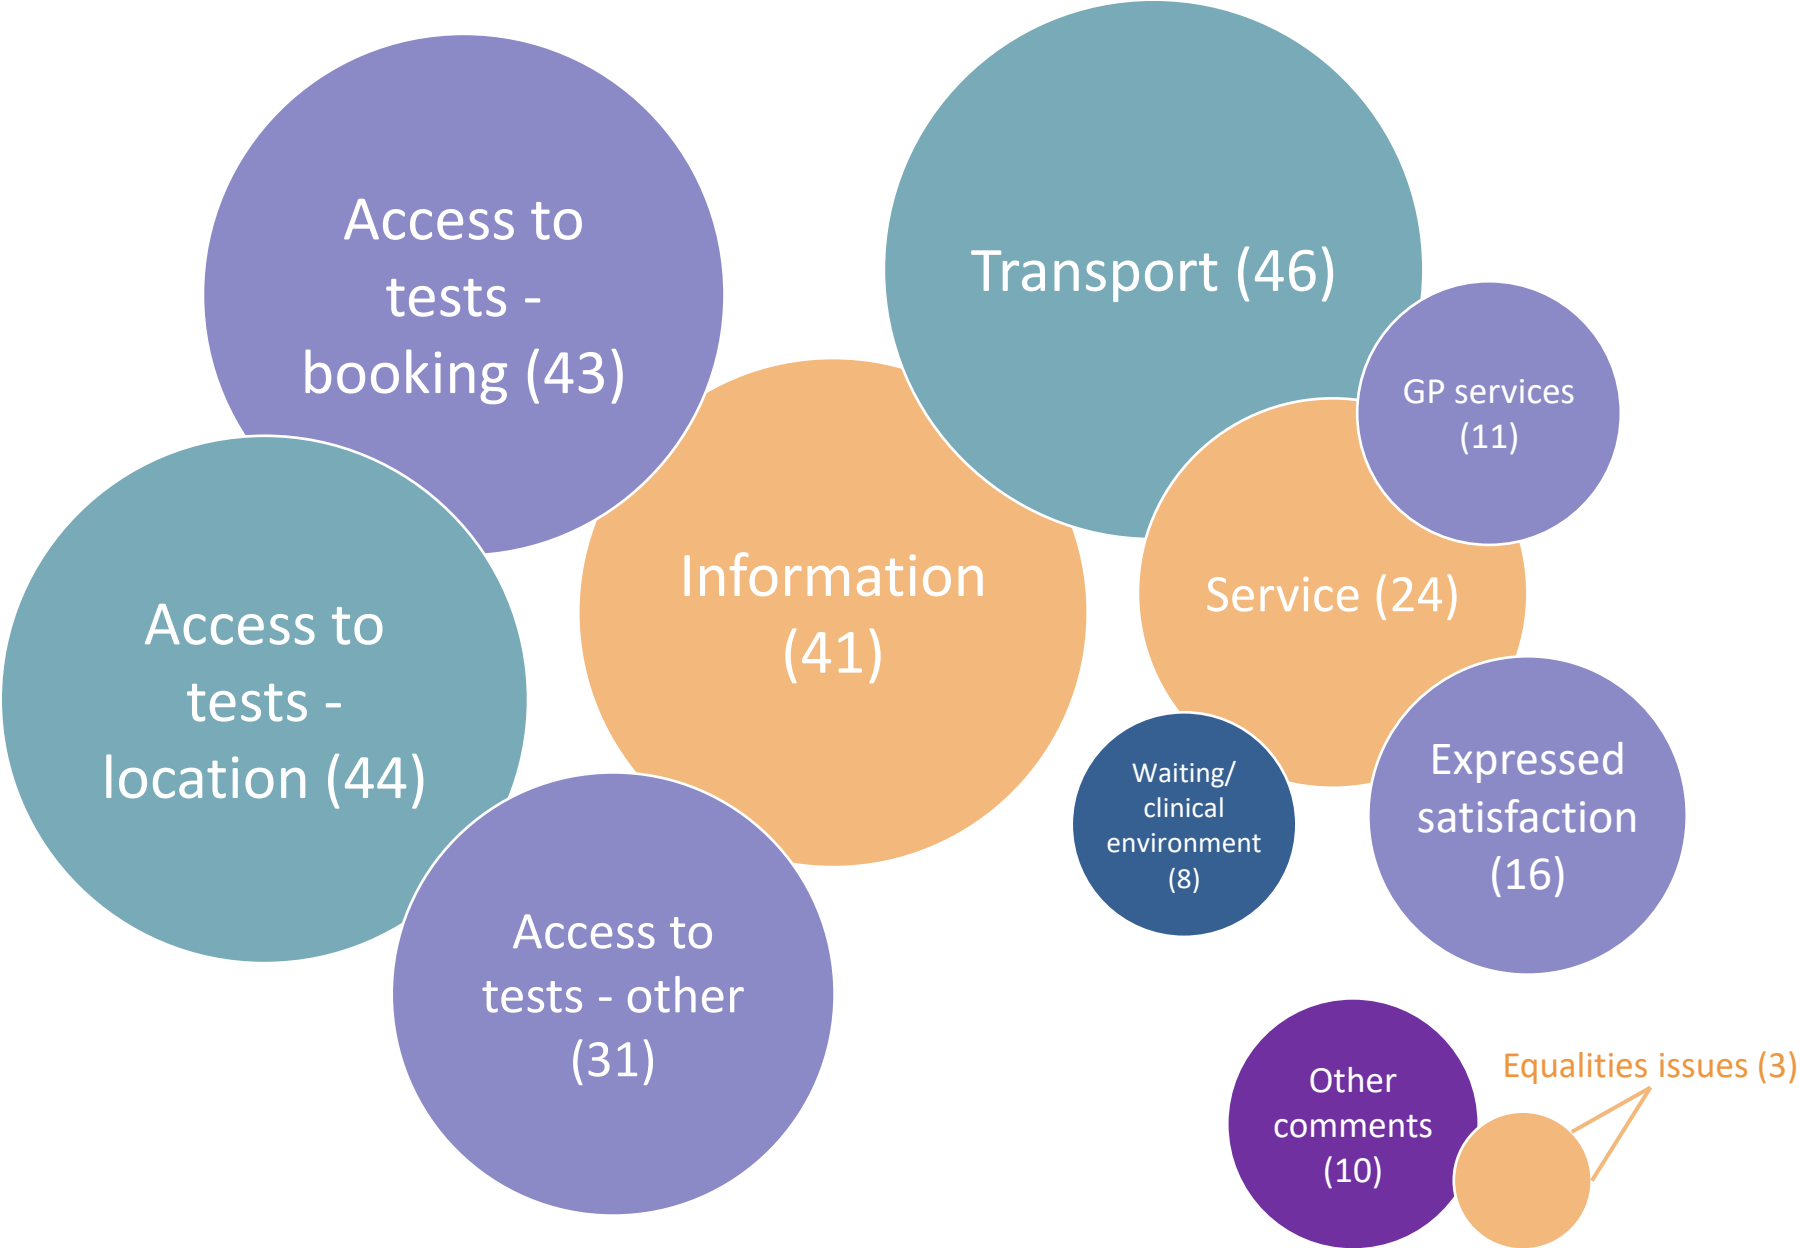 Access to
tests -
booking (43)
Transport (46)
GP services
(11)
Information
(41)
Service (24)
Access to
tests -
location (44)
Waiting/
clinical
environment
(8)
Expressed
satisfaction
(16)
Access to
tests - other
(31)
Other
comments
(10)
Equalities issues (3)